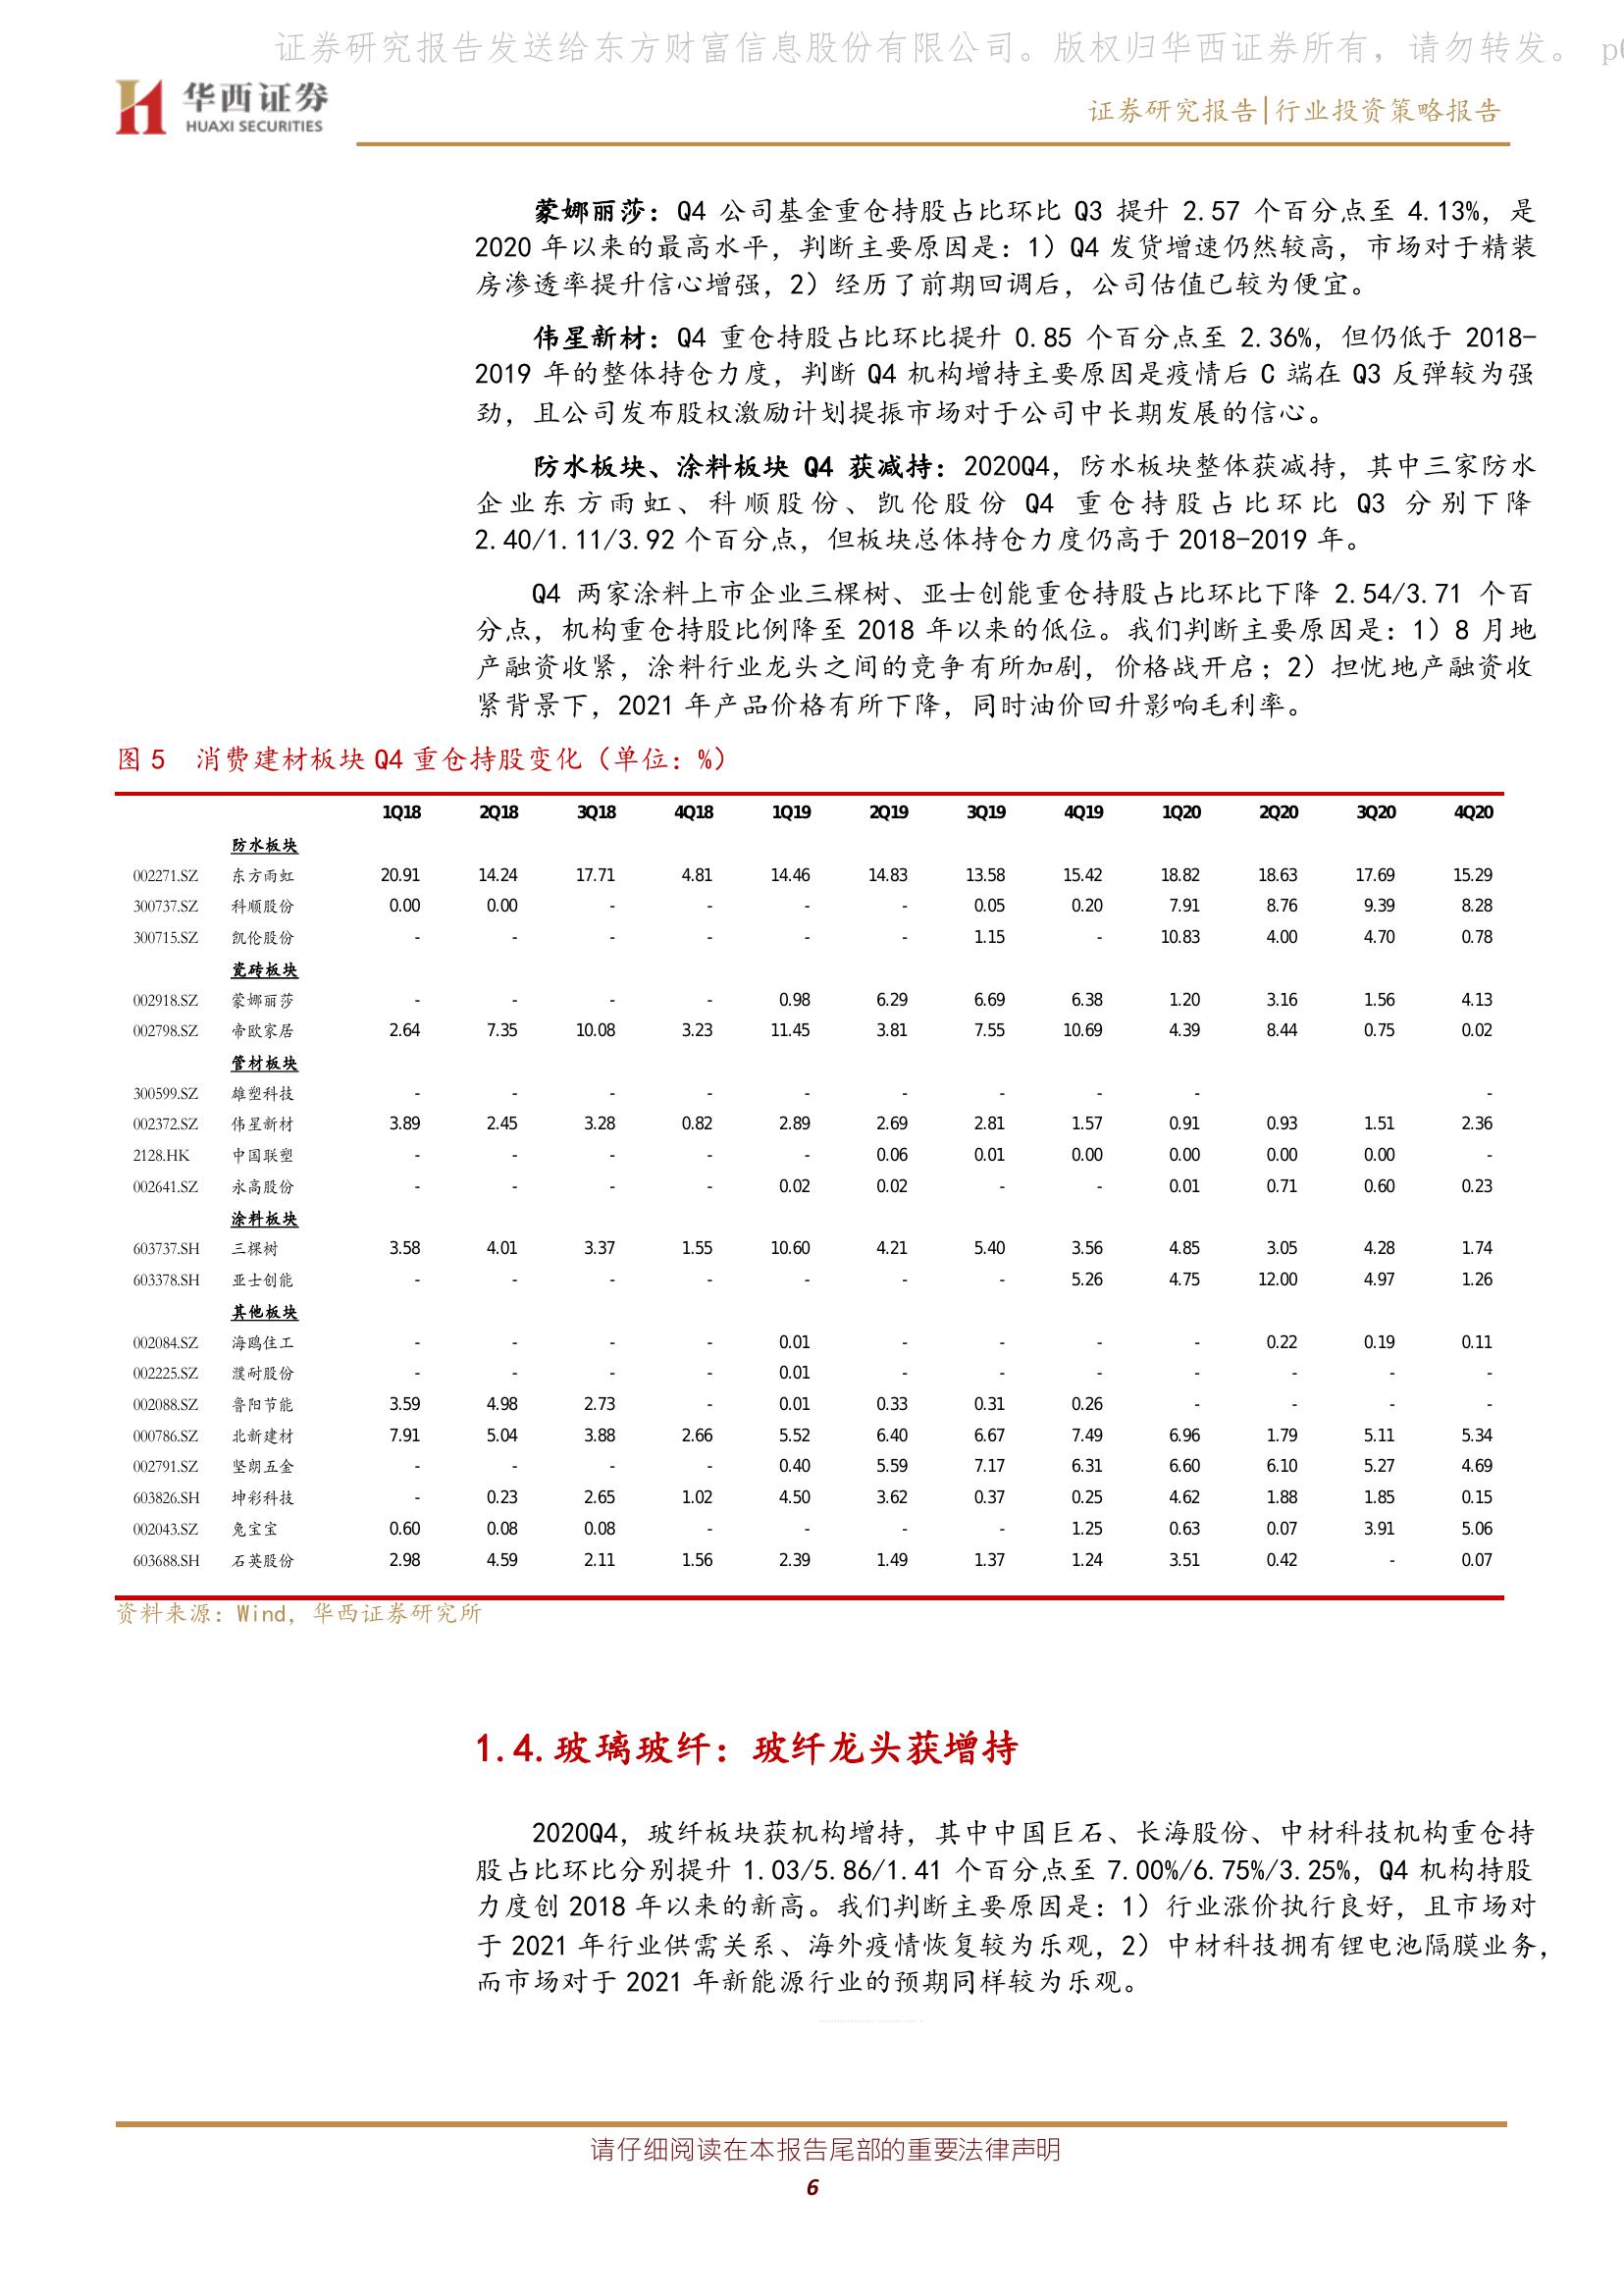 证券研究报告发送给东方财富信息股份有限公司。版权归华西证券所有，请勿转发。 p6
华西证券
HUAXI SECURITIES
证券研究报告|行业投资策略报告
蒙娜丽莎：Q4 公司基金重仓持股占比环比 Q3 提升 2.57 个百分点至 4.13%，是
2020 年以来的最高水平，判断主要原因是：1）Q4 发货增速仍然较高，市场对于精装
房渗透率提升信心增强，2）经历了前期回调后，公司估值已较为便宜。
伟星新材：Q4 重仓持股占比环比提升 0.85 个百分点至 2.36%，但仍低于 2018-
2019 年的整体持仓力度，判断 Q4 机构增持主要原因是疫情后 C 端在 Q3 反弹较为强
劲，且公司发布股权激励计划提振市场对于公司中长期发展的信心。
防水板块、涂料板块 Q4 获减持：2020Q4，防水板块整体获减持，其中三家防水
企业东方雨虹、科顺股份、凯伦股份 Q4 重仓持股占比环比 Q3 分别下降
2.40/1.11/3.92 个百分点，但板块总体持仓力度仍高于 2018-2019 年。
Q4 两家涂料上市企业三棵树、亚士创能重仓持股占比环比下降 2.54/3.71 个百
分点，机构重仓持股比例降至 2018 年以来的低位。我们判断主要原因是：1）8 月地
产融资收紧，涂料行业龙头之间的竞争有所加剧，价格战开启；2）担忧地产融资收
紧背景下，2021 年产品价格有所下降，同时油价回升影响毛利率。
图 5 消费建材板块 Q4 重仓持股变化（单位：%）
1Q18 2Q18 3Q18 4Q18 1Q19 2Q19 3Q19 4Q19 1Q20 2Q20 3Q20 4Q20
防水板块
002271.SZ 东方雨虹 20.91 14.24 17.71 4.81 14.46 14.83 13.58 15.42 18.82 18.63 17.69 15.29
300737.SZ 科顺股份 0.00 0.00 - - - - 0.05 0.20 7.91 8.76 9.39 8.28
300715.SZ 凯伦股份 - - - - - - 1.15 - 10.83 4.00 4.70 0.78
瓷砖板块
002918.SZ 蒙娜丽莎 - - - - 0.98 6.29 6.69 6.38 1.20 3.16 1.56 4.13
002798.SZ 帝欧家居 2.64 7.35 10.08 3.23 11.45 3.81 7.55 10.69 4.39 8.44 0.75 0.02
管材板块
300599.SZ 雄塑科技 - - - - - - - - - -
002372.SZ 伟星新材 3.89 2.45 3.28 0.82 2.89 2.69 2.81 1.57 0.91 0.93 1.51 2.36
2128.HK 中国联塑 - - - - - 0.06 0.01 0.00 0.00 0.00 0.00 -
002641.SZ 永高股份 - - - - 0.02 0.02 - - 0.01 0.71 0.60 0.23
涂料板块
603737.SH 三棵树 3.58 4.01 3.37 1.55 10.60 4.21 5.40 3.56 4.85 3.05 4.28 1.74
603378.SH 亚士创能 - - - - - - - 5.26 4.75 12.00 4.97 1.26
其他板块
002084.SZ 海鸥住工 - - - - 0.01 - - - - 0.22 0.19 0.11
002225.SZ 濮耐股份 - - - - 0.01 - - - - - - -
002088.SZ 鲁阳节能 3.59 4.98 2.73 - 0.01 0.33 0.31 0.26 - - - -
000786.SZ 北新建材 7.91 5.04 3.88 2.66 5.52 6.40 6.67 7.49 6.96 1.79 5.11 5.34
002791.SZ 坚朗五金 - - - - 0.40 5.59 7.17 6.31 6.60 6.10 5.27 4.69
603826.SH 坤彩科技 - 0.23 2.65 1.02 4.50 3.62 0.37 0.25 4.62 1.88 1.85 0.15
002043.SZ 兔宝宝 0.60 0.08 0.08 - - - - 1.25 0.63 0.07 3.91 5.06
603688.SH 石英股份 2.98 4.59 2.11 1.56 2.39 1.49 1.37 1.24 3.51 0.42 - 0.07
资料来源：Wind，华西证券研究所
1.4.玻璃玻纤：玻纤龙头获增持
2020Q4，玻纤板块获机构增持，其中中国巨石、长海股份、中材科技机构重仓持
股占比环比分别提升 1.03/5.86/1.41 个百分点至 7.00%/6.75%/3.25%，Q4 机构持股
力度创 2018 年以来的新高。我们判断主要原因是：1）行业涨价执行良好，且市场对
于 2021 年行业供需关系、海外疫情恢复较为乐观，2）中材科技拥有锂电池隔膜业务，
而市场对于 2021 年新能源行业的预期同样较为乐观。
请仔细阅读在本报告尾部的重要法律声明
6